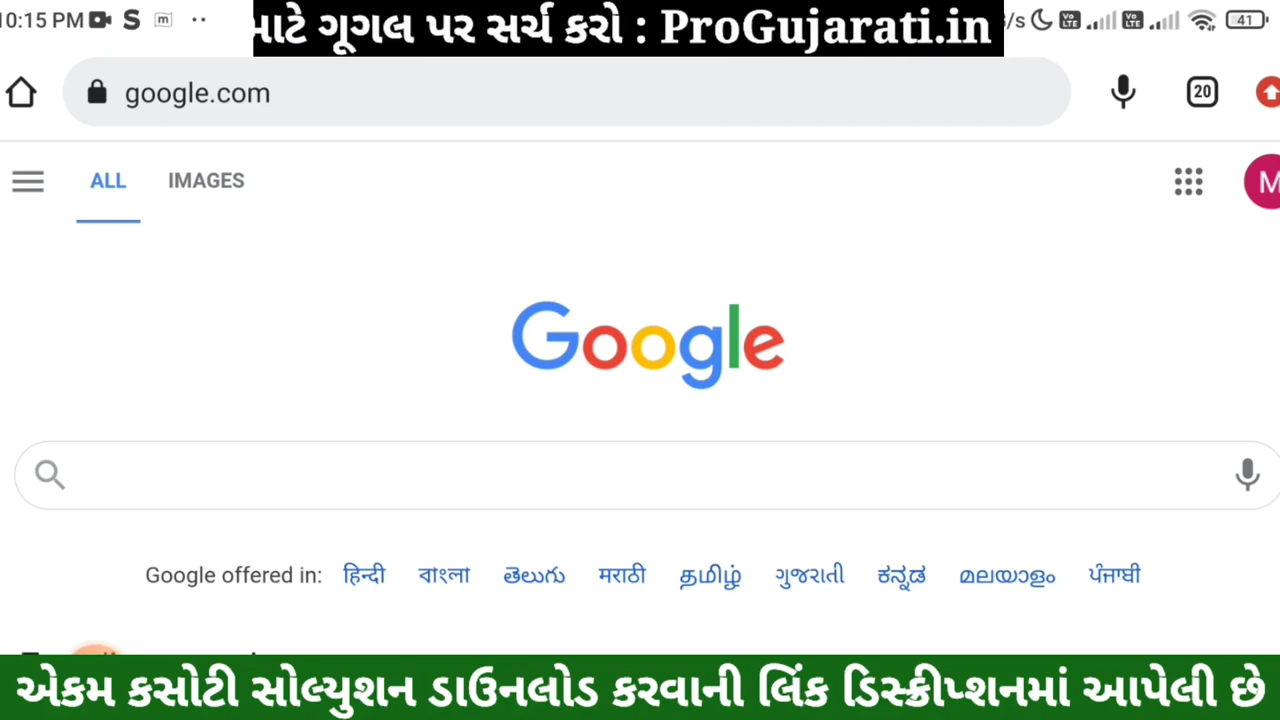 0:15 PM
માટે ગૂગલ પર સર્ચ કરો : ProGujarati.in
/s
41
google.com
20
ALL IMAGES
M
Google
Google offered in: हिन्दी বাংলা తెలుగు मराठी தமிழ் ગુજરાતી ಕನ್ನಡ മലയാളം ਪੰਜਾਬੀ
એકમ કસોટી સોલ્યુશન ડાઉનલોડ કરવાની લિંક ડિસ્ક્રીપ્શનમાં આપેલી છે